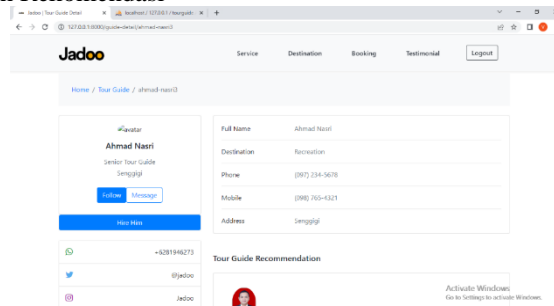 Jadoo | Tour Guide Detail
localhost / 127.0.0.1 / tourguide
127.0.0.1:8000/guide-detail/ahmad-nasri3
Jadoo
Service Destination Booking Testimonial Logout
Home / Tour Guide / ahmad-nasri3
avatar
Ahmad Nasri
Senior Tour Guide
Senggigi
Follow Message
Hire Him
+6281946273
@jadoo
Jadoo
Full Name Ahmad Nasri
Destination Recreation
Phone (097) 234-5678
Mobile (098) 765-4321
Address Senggigi
Tour Guide Recommendation
Activate Windows
Go to Settings to activate Windows.